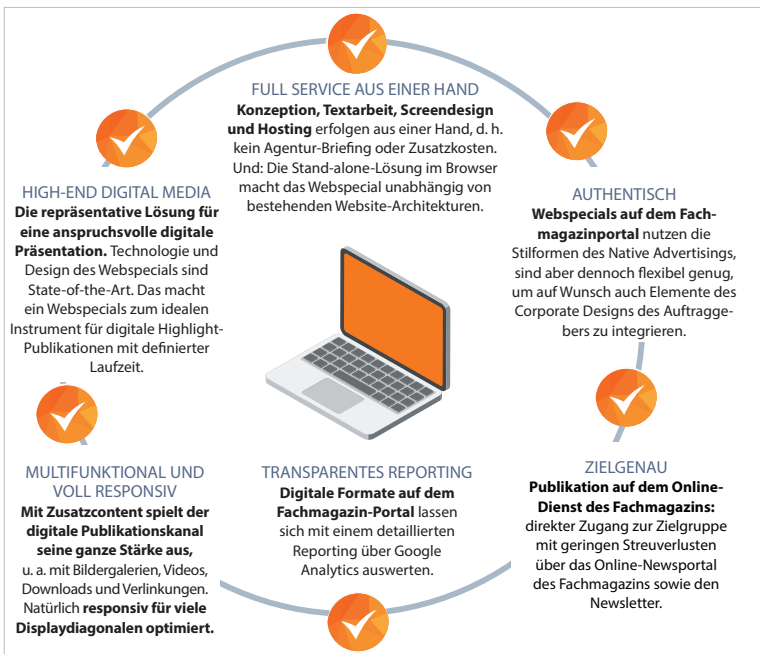 FULL SERVICE AUS EINER HAND
Konzeption, Textarbeit, Screendesign
und Hosting erfolgen aus einer Hand, d. h.
kein Agentur-Briefing oder Zusatzkosten.
Und: Die Stand-alone-Lösung im Browser
macht das Webspecial unabhängig von
bestehenden Website-Architekturen.
HIGH-END DIGITAL MEDIA
Die repräsentative Lösung für
eine anspruchsvolle digitale
Präsentation. Technologie und
Design des Webspecials sind
State-of-the-Art. Das macht
ein Webspecials zum idealen
Instrument für digitale Highlight-
Publikationen mit definierter
Laufzeit.
AUTHENTISCH
Webspecials auf dem Fach-
magazinportal nutzen die
Stilformen des Native Advertisings,
sind aber dennoch flexibel genug,
um auf Wunsch auch Elemente des
Corporate Designs des Auftragge-
bers zu integrieren.
MULTIFUNKTIONAL UND
VOLL RESPONSIV
Mit Zusatzcontent spielt der
digitale Publikationskanal
seine ganze Stärke aus,
u. a. mit Bildergalerien, Videos,
Downloads und Verlinkungen.
Natürlich responsiv für viele
Displaydiagonalen optimiert.
TRANSPARENTES REPORTING
Digitale Formate auf dem
Fachmagazin-Portal lassen
sich mit einem detaillierten
Reporting über Google
Analytics auswerten.
ZIELGENAU
Publikation auf dem Online-
Dienst des Fachmagazins:
direkter Zugang zur Zielgruppe
mit geringen Streuverlusten
über das Online-Newsportal
des Fachmagazins sowie den
Newsletter.